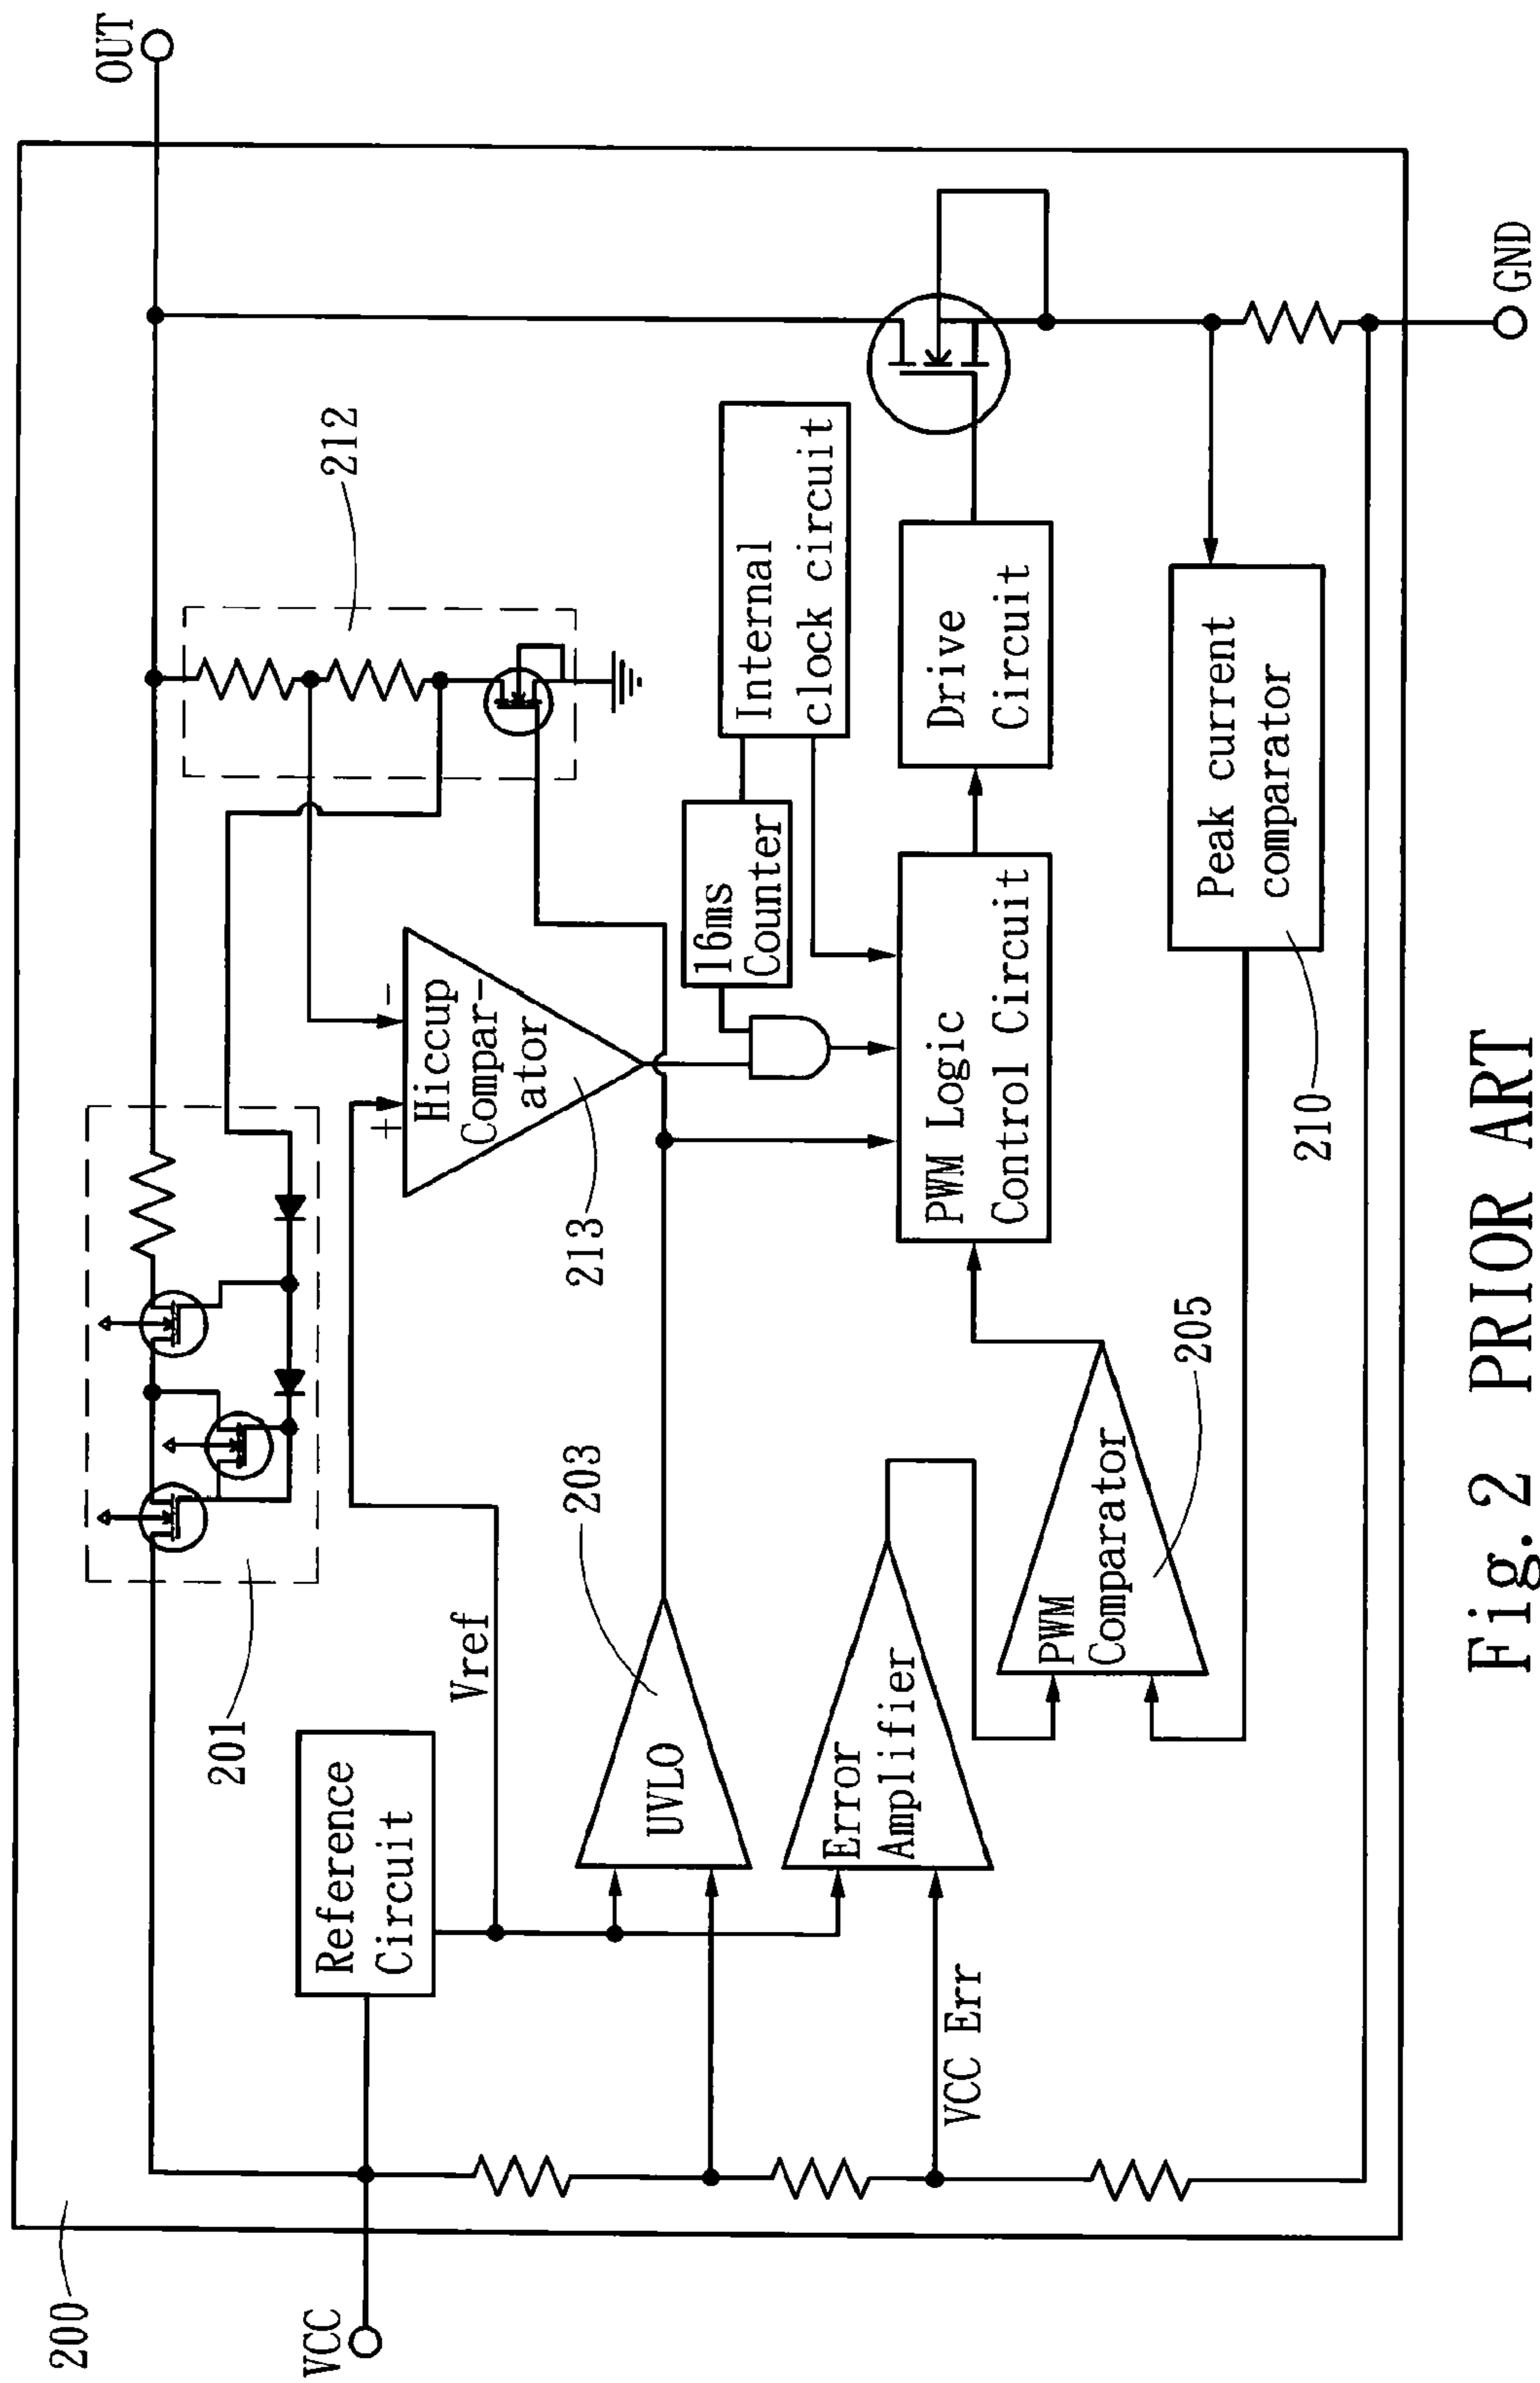 200
VCC
OUT
GND
201
212
Reference
Circuit
Vref
+
-
Hiccup
Compar-
ator
213
UVLO
203
16ms
Counter
Internal
clock circuit
Error
Amplifier
VCC Err
PWM Logic
Control Circuit
Drive
Circuit
PWM
Comparator
205
Peak current
comparator
210
Fig. 2 PRIOR ART